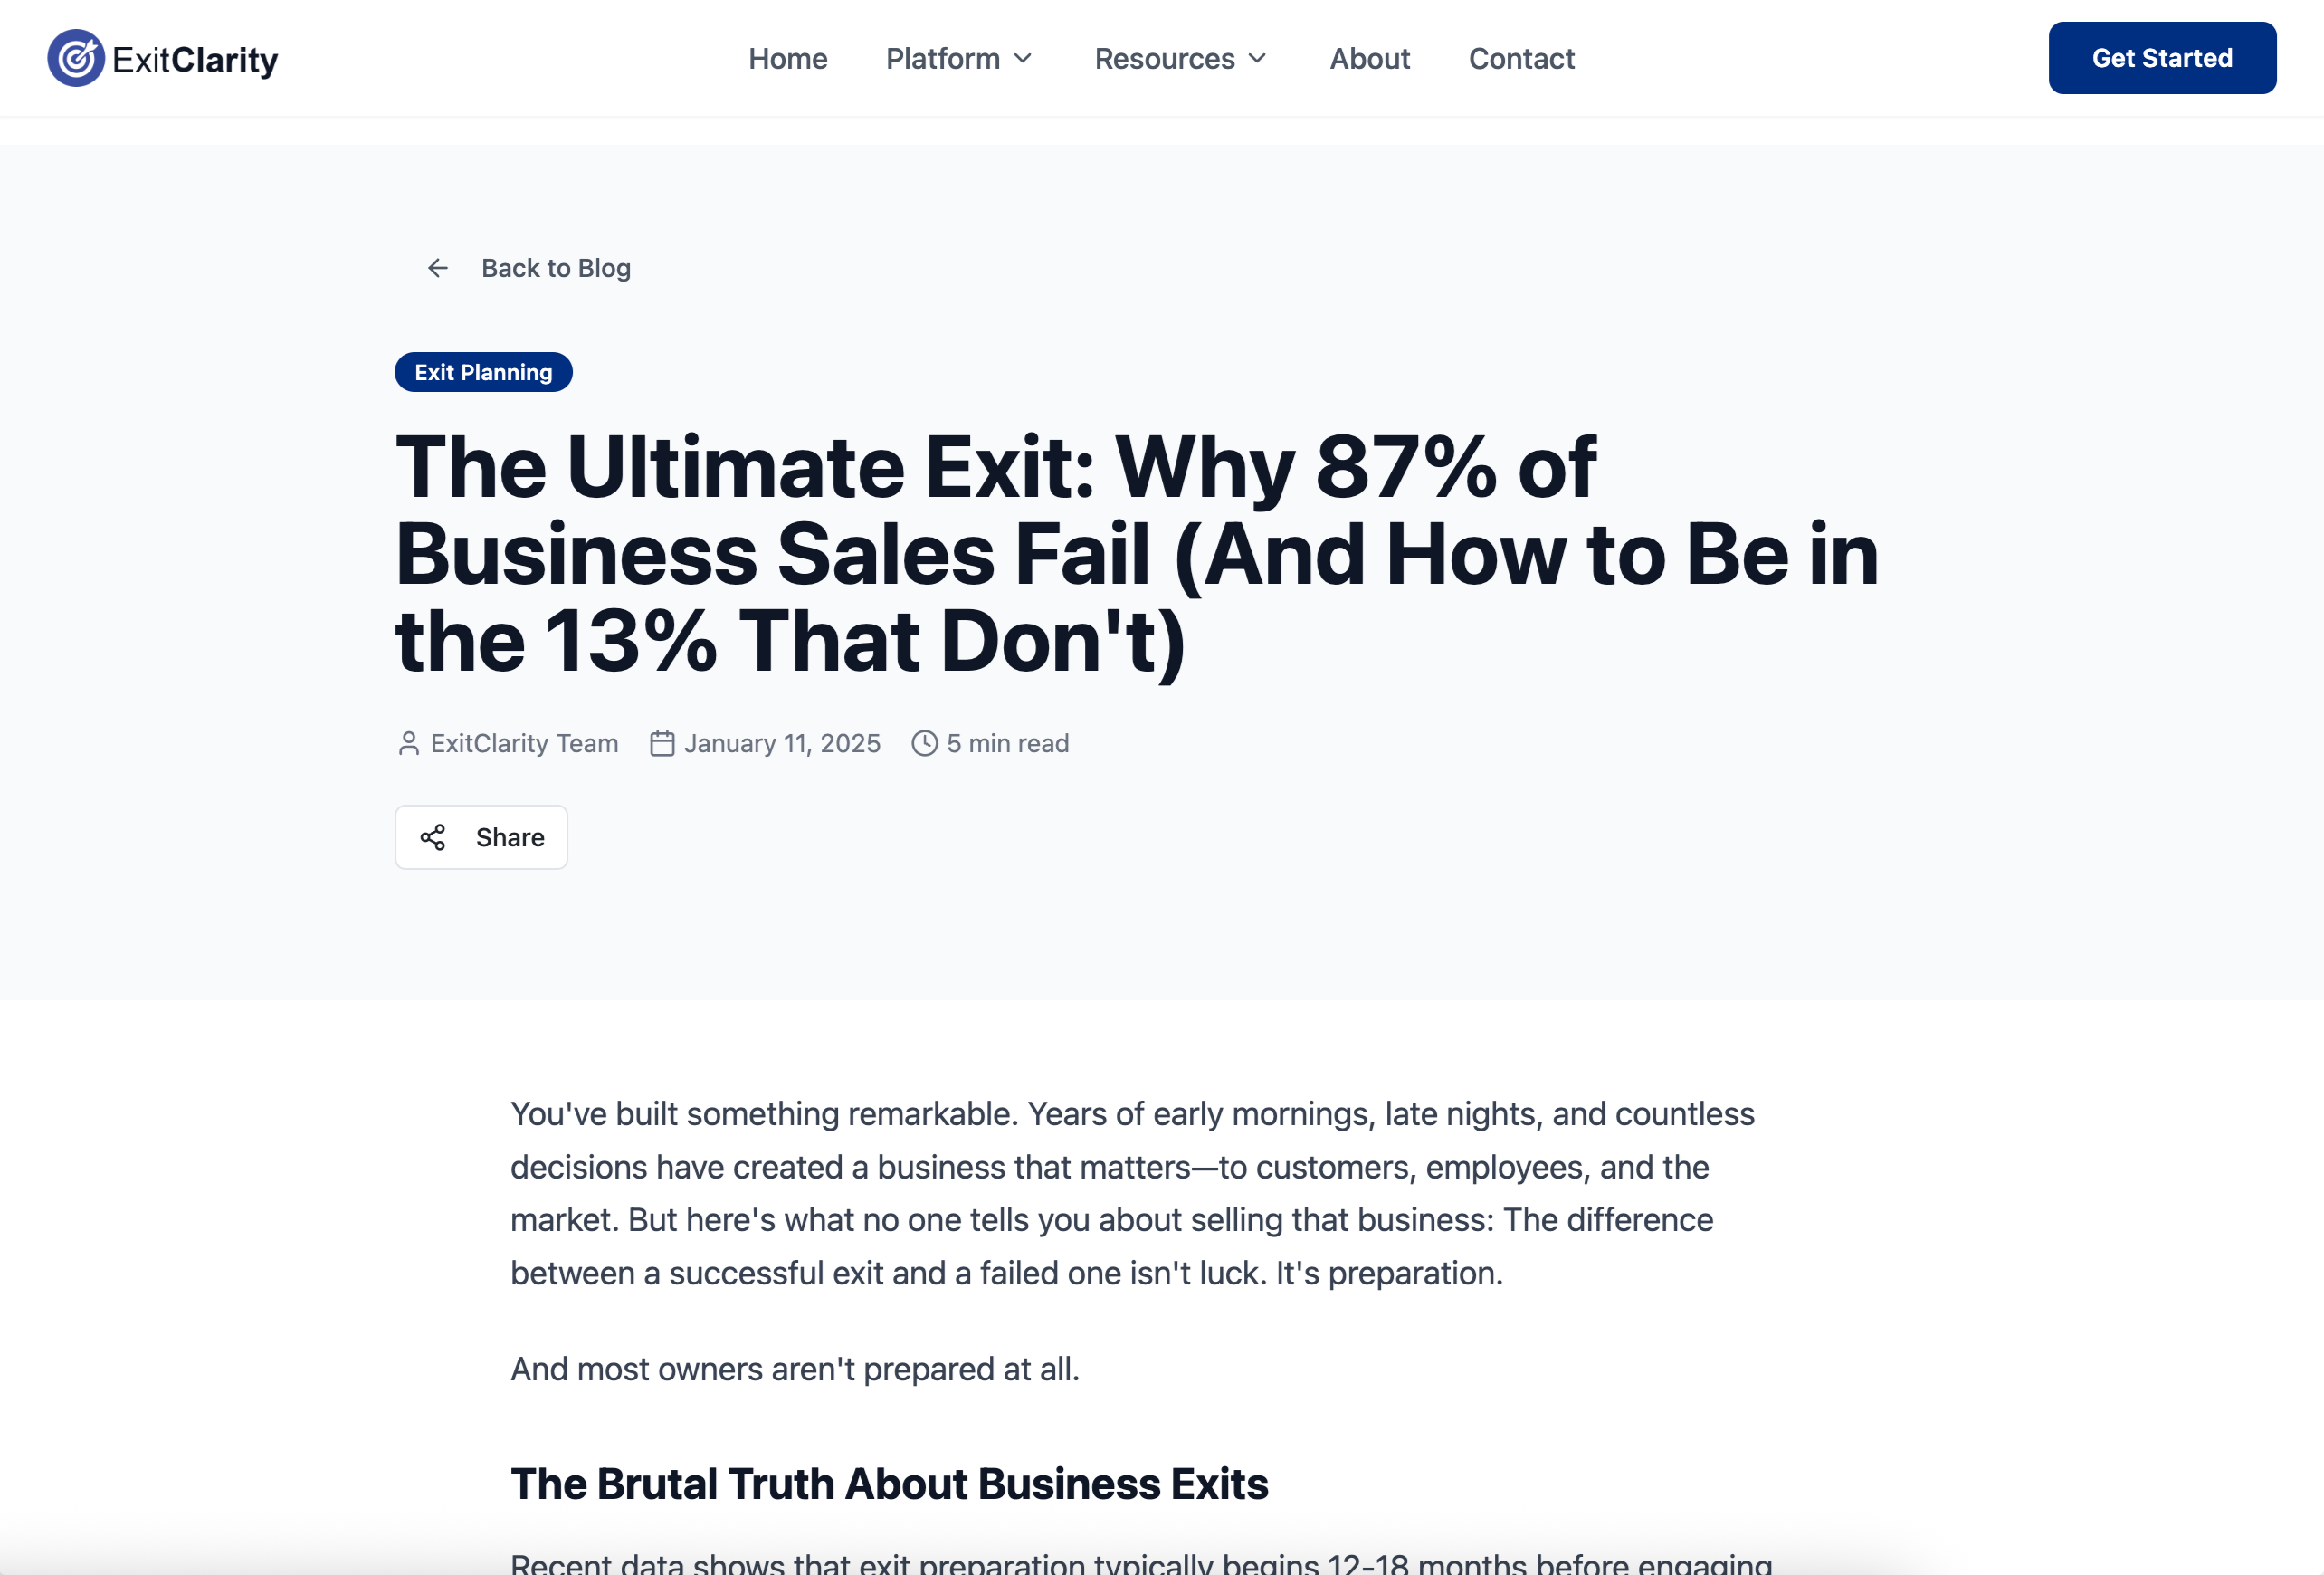 ExitClarity
Home
Platform
Resources
About
Contact
Get Started
Back to Blog
Exit Planning
The Ultimate Exit: Why 87% of
Business Sales Fail (And How to Be in
the 13% That Don't)
ExitClarity Team
January 11, 2025
5 min read
Share
You've built something remarkable. Years of early mornings, late nights, and countless
decisions have created a business that matters—to customers, employees, and the
market. But here's what no one tells you about selling that business: The difference
between a successful exit and a failed one isn't luck. It's preparation.
And most owners aren't prepared at all.
The Brutal Truth About Business Exits
Recent data shows that exit preparation typically begins 12-18 months before engaging